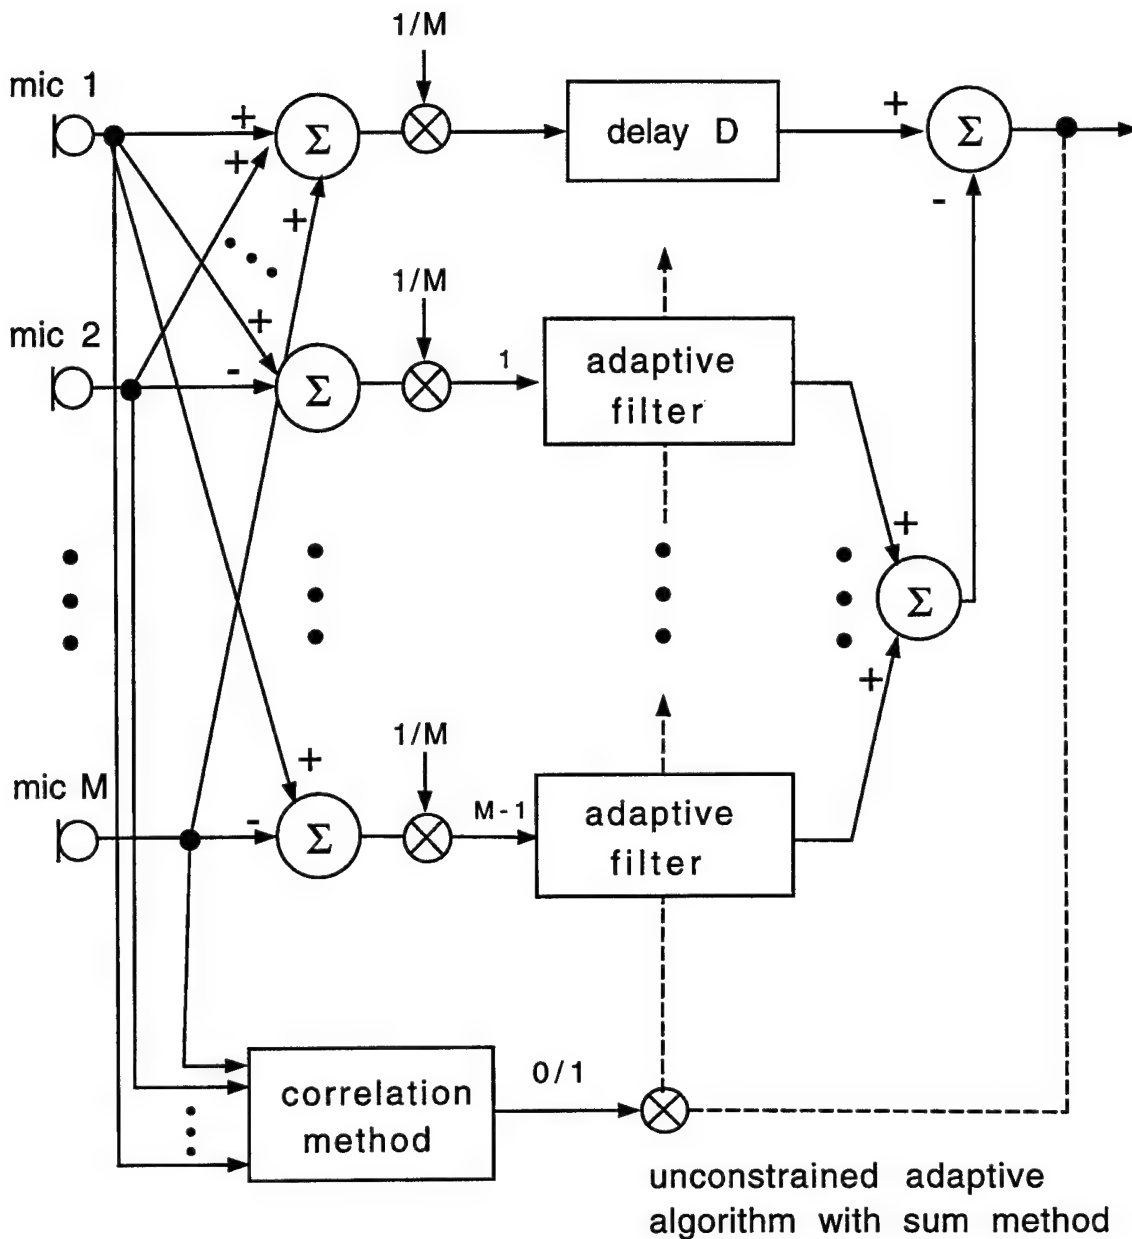 1/M
mic 1
+
+
Σ
delay D
+
Σ
-
+
1/M
mic 2
+
-
Σ
1
adaptive
filter
+
Σ
+
1/M
mic M
+
-
Σ
M-1
adaptive
filter
correlation
method
0/1
unconstrained adaptive
algorithm with sum method